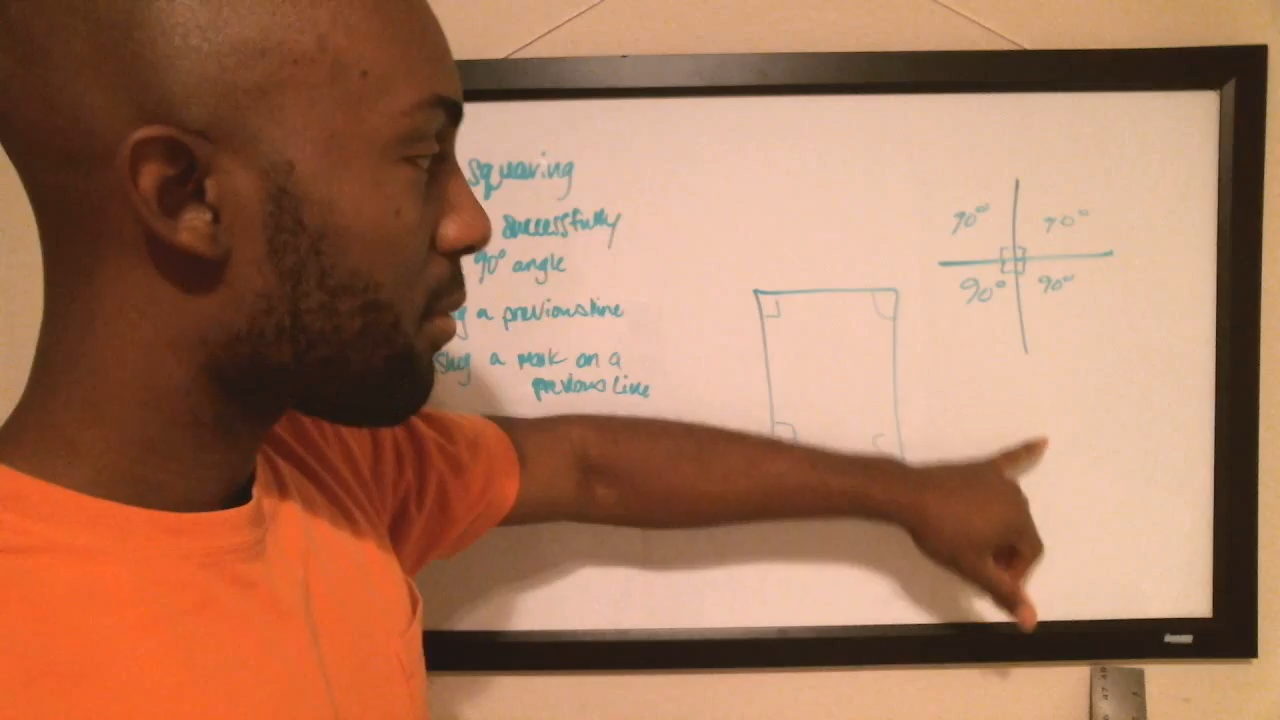 squaring
successfully
90° angle
a previous line
a mark on a
previous line
90° 90°
90° 90°